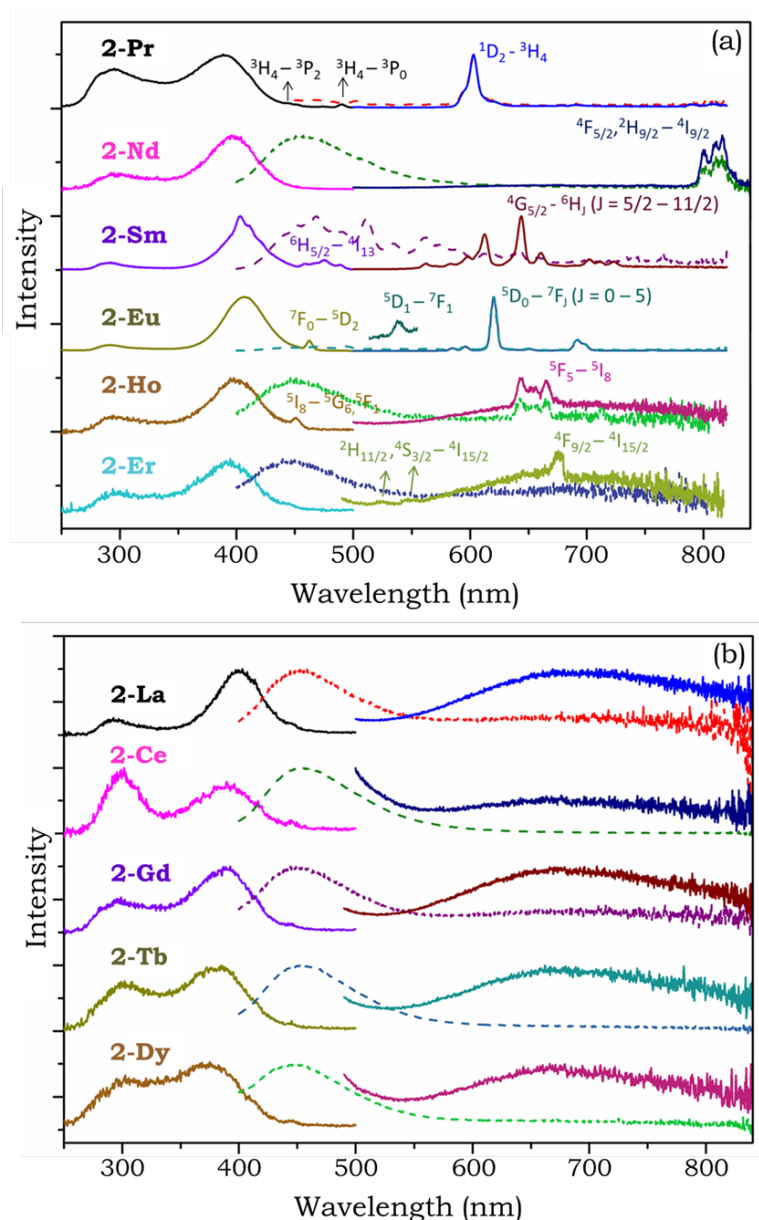 (a)
2-Pr
³H₄ – ³P₂
³H₄ – ³P₀
¹D₂ - ³H₄
2-Nd
⁴F₅/₂,²H₉/₂ – ⁴I₉/₂
2-Sm
⁶H₅/₂ – ⁴I₁₃
⁴G₅/₂ - ⁶H_J (J = 5/2 – 11/2)
2-Eu
⁷F₀ – ⁵D₂
⁵D₁ – ⁷F₁
⁵D₀ – ⁷F_J (J = 0 – 5)
2-Ho
⁵I₈ – ⁵G₆,⁵F₁
⁵F₅ – ⁵I₈
2-Er
²H₁₁/₂,⁴S₃/₂ – ⁴I₁₅/₂
⁴F₉/₂ – ⁴I₁₅/₂
Intensity
300 400 500 600 700 800
Wavelength (nm)
(b)
2-La
2-Ce
2-Gd
2-Tb
2-Dy
Intensity
300 400 500 600 700 800
Wavelength (nm)